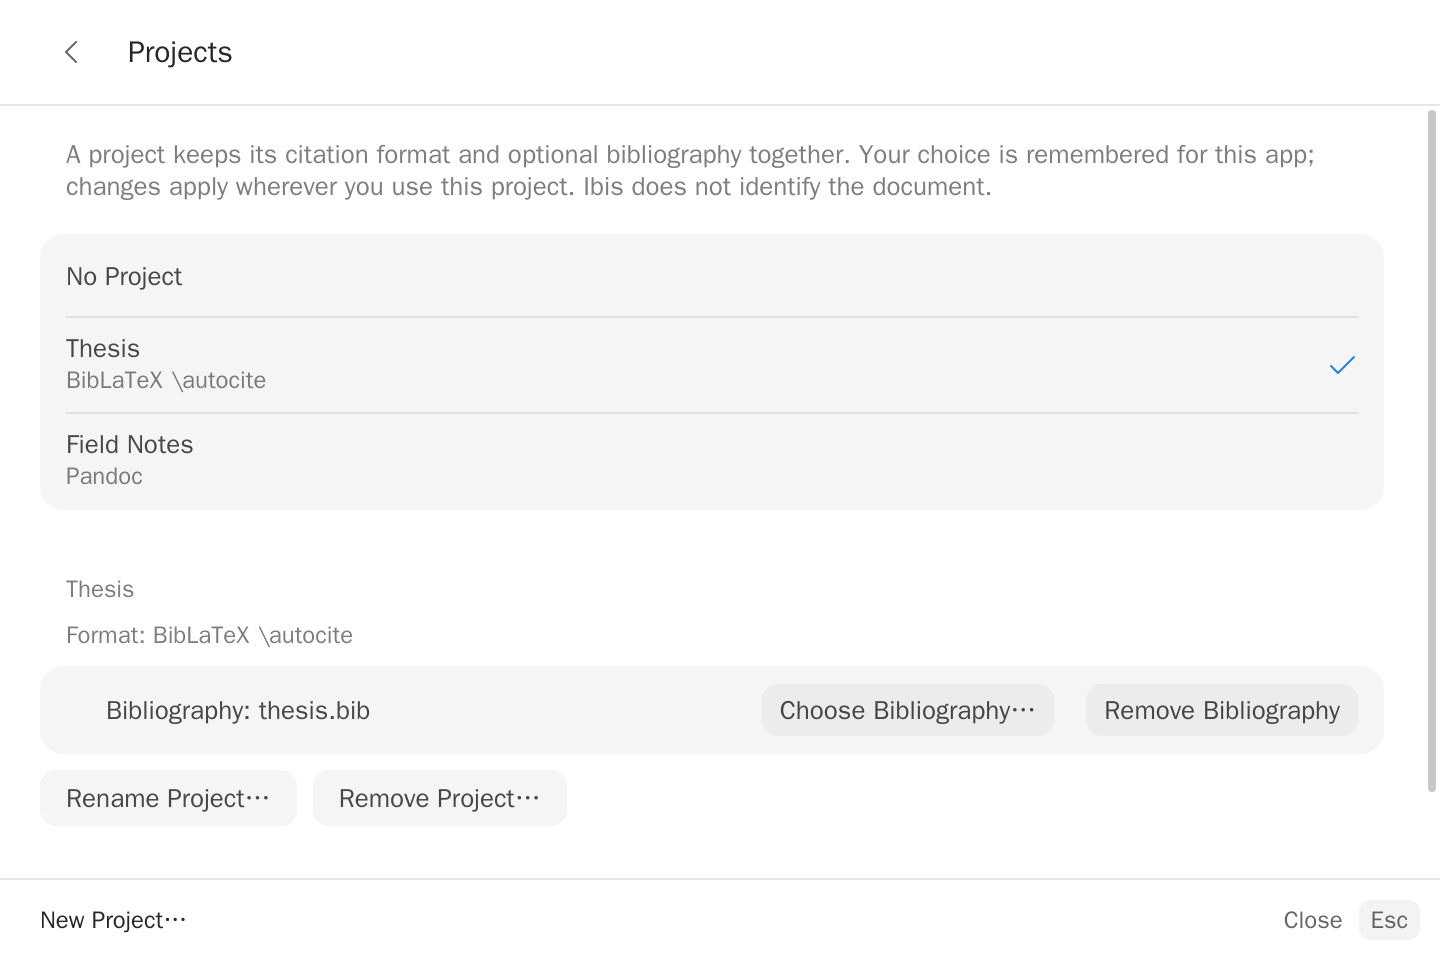 Projects
A project keeps its citation format and optional bibliography together. Your choice is remembered for this app;
changes apply wherever you use this project. Ibis does not identify the document.
No Project
Thesis
BibLaTeX \autocite
Field Notes
Pandoc
Thesis
Format: BibLaTeX \autocite
Bibliography: thesis.bib
Choose Bibliography…
Remove Bibliography
Rename Project…
Remove Project…
New Project…
Close
Esc